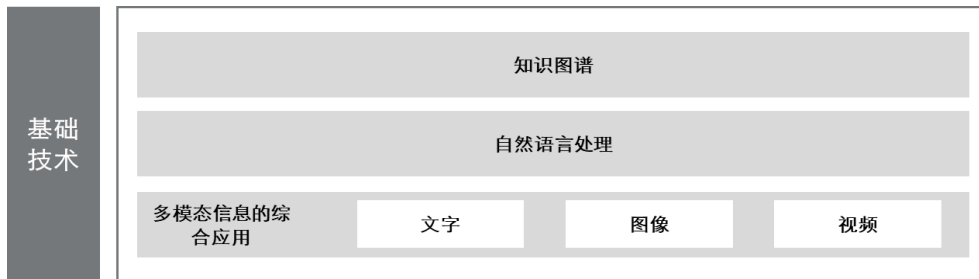 基础
技术
知识图谱
自然语言处理
多模态信息的综
合应用
文字
图像
视频